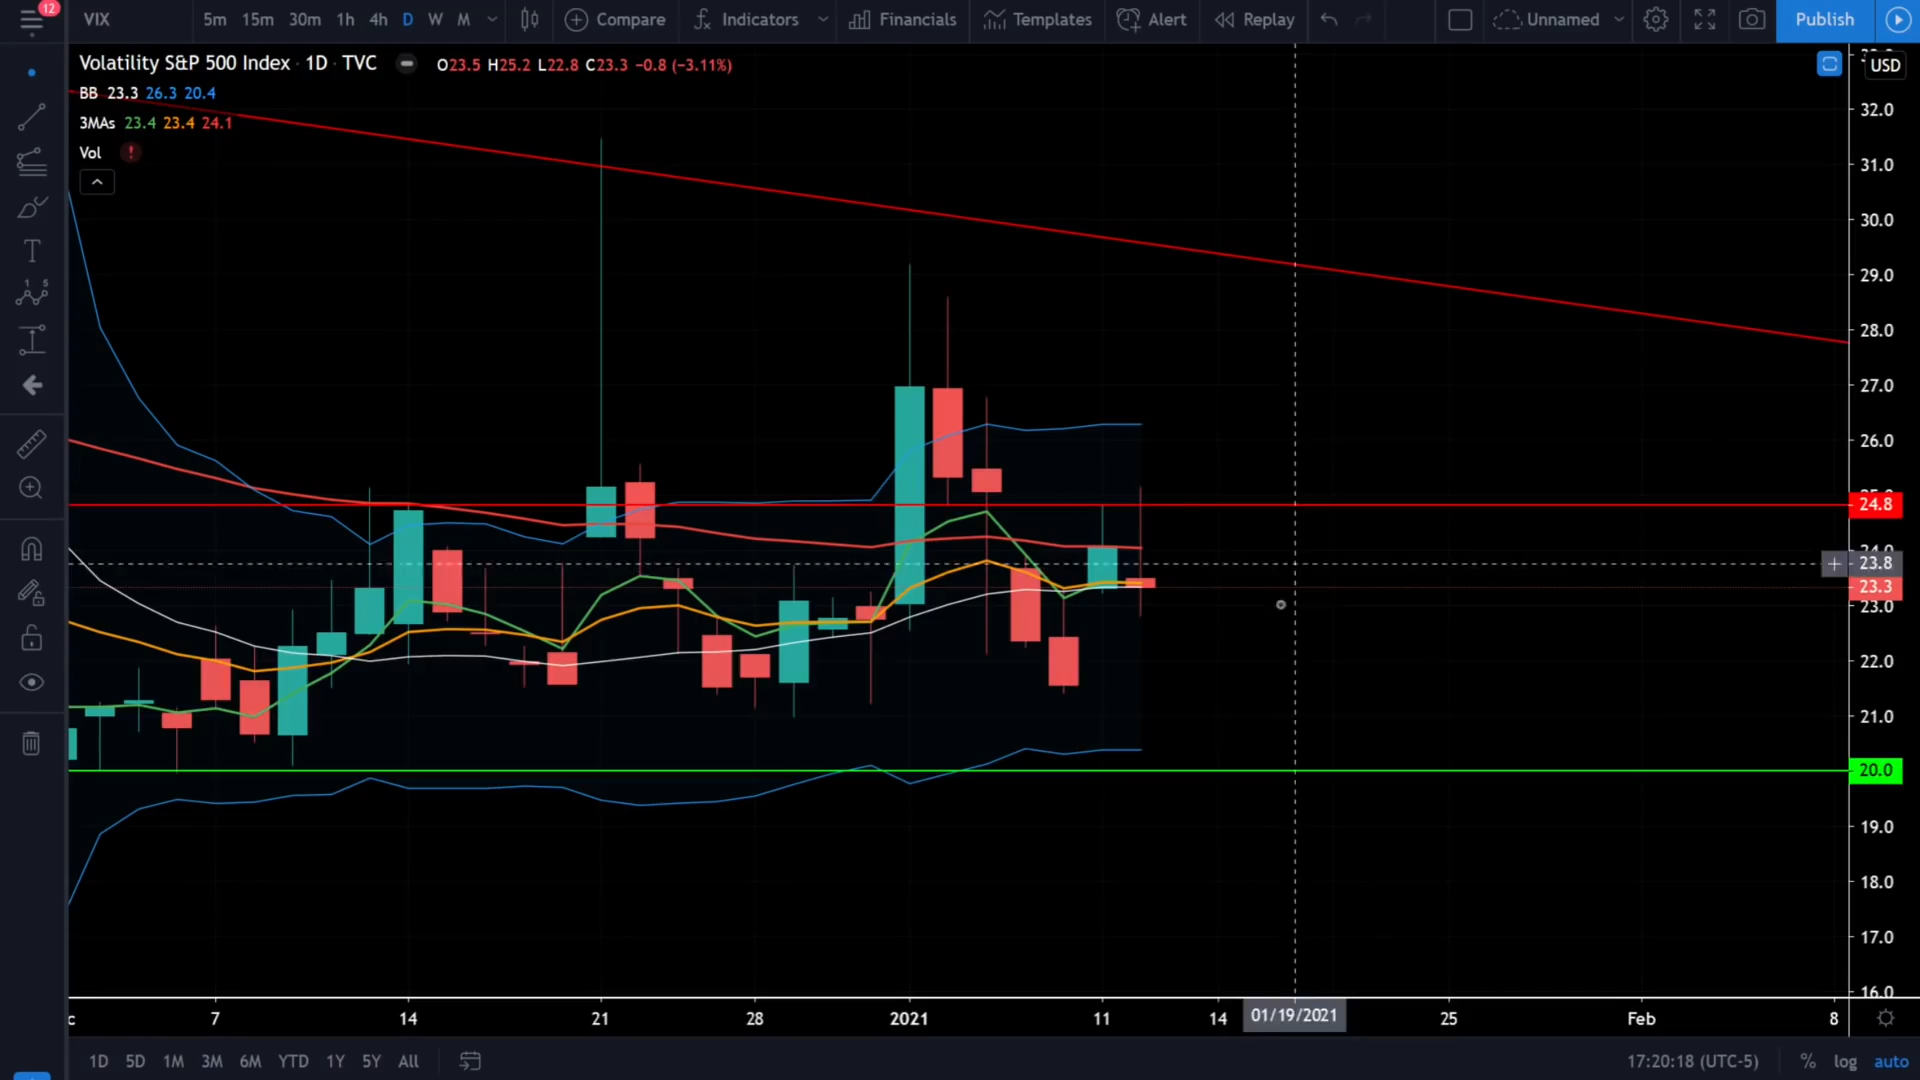 12
VIX 5m 15m 30m 1h 4h D W M Compare Indicators Financials Templates Alert Replay Unnamed Publish
Volatility S&P 500 Index · 1D · TVC O23.5 H25.2 L22.8 C23.3 −0.8 (−3.11%)
USD
BB 23.3 26.3 20.4
3MAs 23.4 23.4 24.1
Vol !
32.0
31.0
30.0
29.0
28.0
27.0
26.0
24.8
24.0
23.8
23.3
23.0
22.0
21.0
20.0
19.0
18.0
17.0
16.0
c 7 14 21 28 2021 11 14 01/19/2021 25 Feb 8
1D 5D 1M 3M 6M YTD 1Y 5Y All 17:20:18 (UTC-5) % log auto